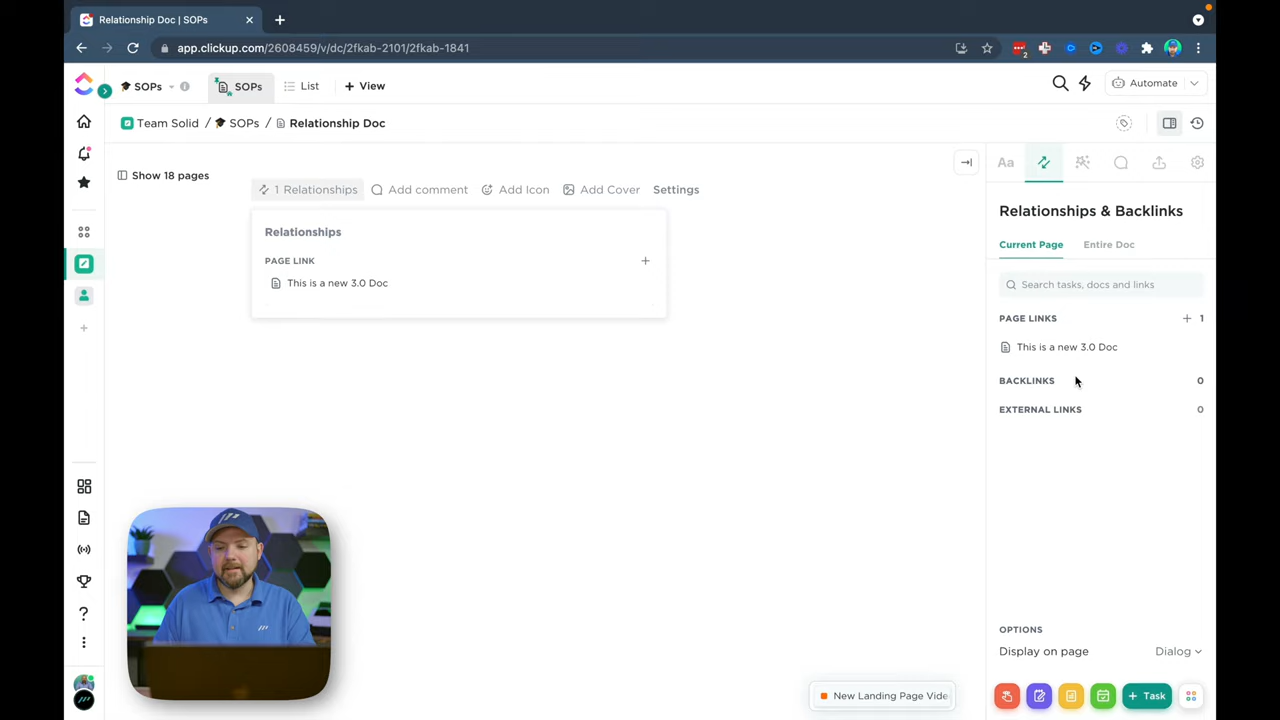 Relationship Doc | SOPs
app.clickup.com/2608459/v/dc/2fkab-2101/2fkab-1841
2
SOPs
SOPs
List
+ View
Automate
Team Solid / SOPs / Relationship Doc
Show 18 pages
1 Relationships
Add comment
Add Icon
Add Cover
Settings
Aa
Relationships
PAGE LINK
This is a new 3.0 Doc
Relationships & Backlinks
Current Page
Entire Doc
Search tasks, docs and links
PAGE LINKS + 1
This is a new 3.0 Doc
BACKLINKS 0
EXTERNAL LINKS 0
OPTIONS
Display on page Dialog
New Landing Page Vide
+ Task